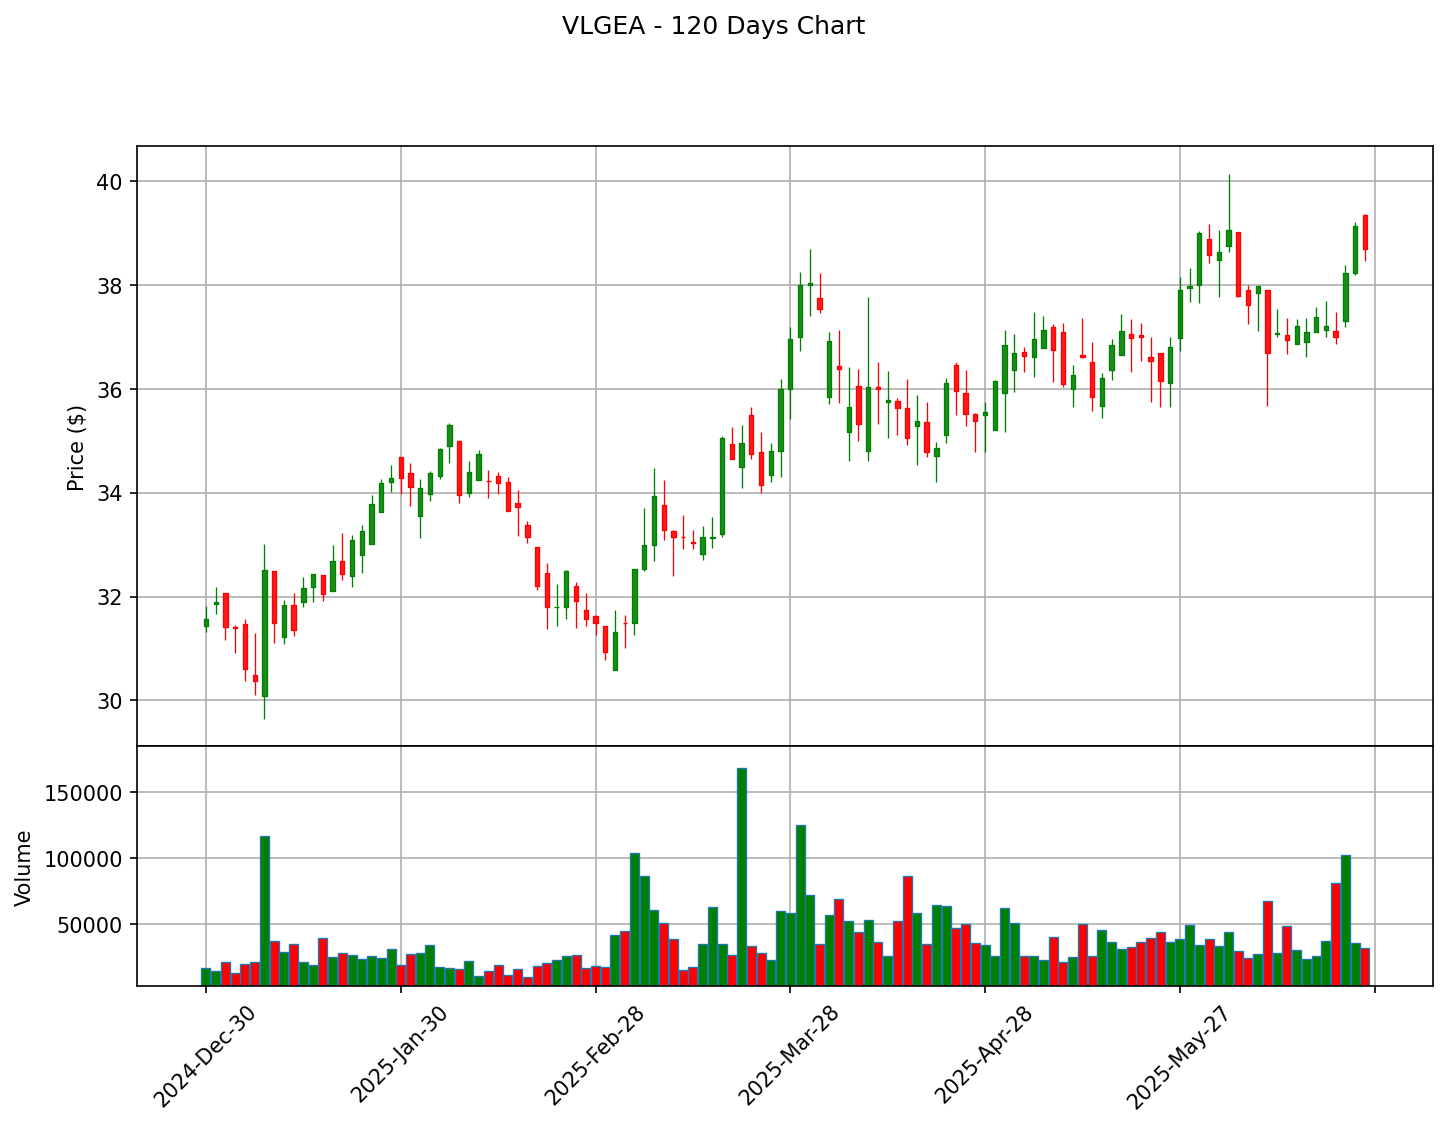 VLGEA - 120 Days Chart
Price ($)
40
38
36
34
32
30
Volume
150000
100000
50000
2024-Dec-30
2025-Jan-30
2025-Feb-28
2025-Mar-28
2025-Apr-28
2025-May-27